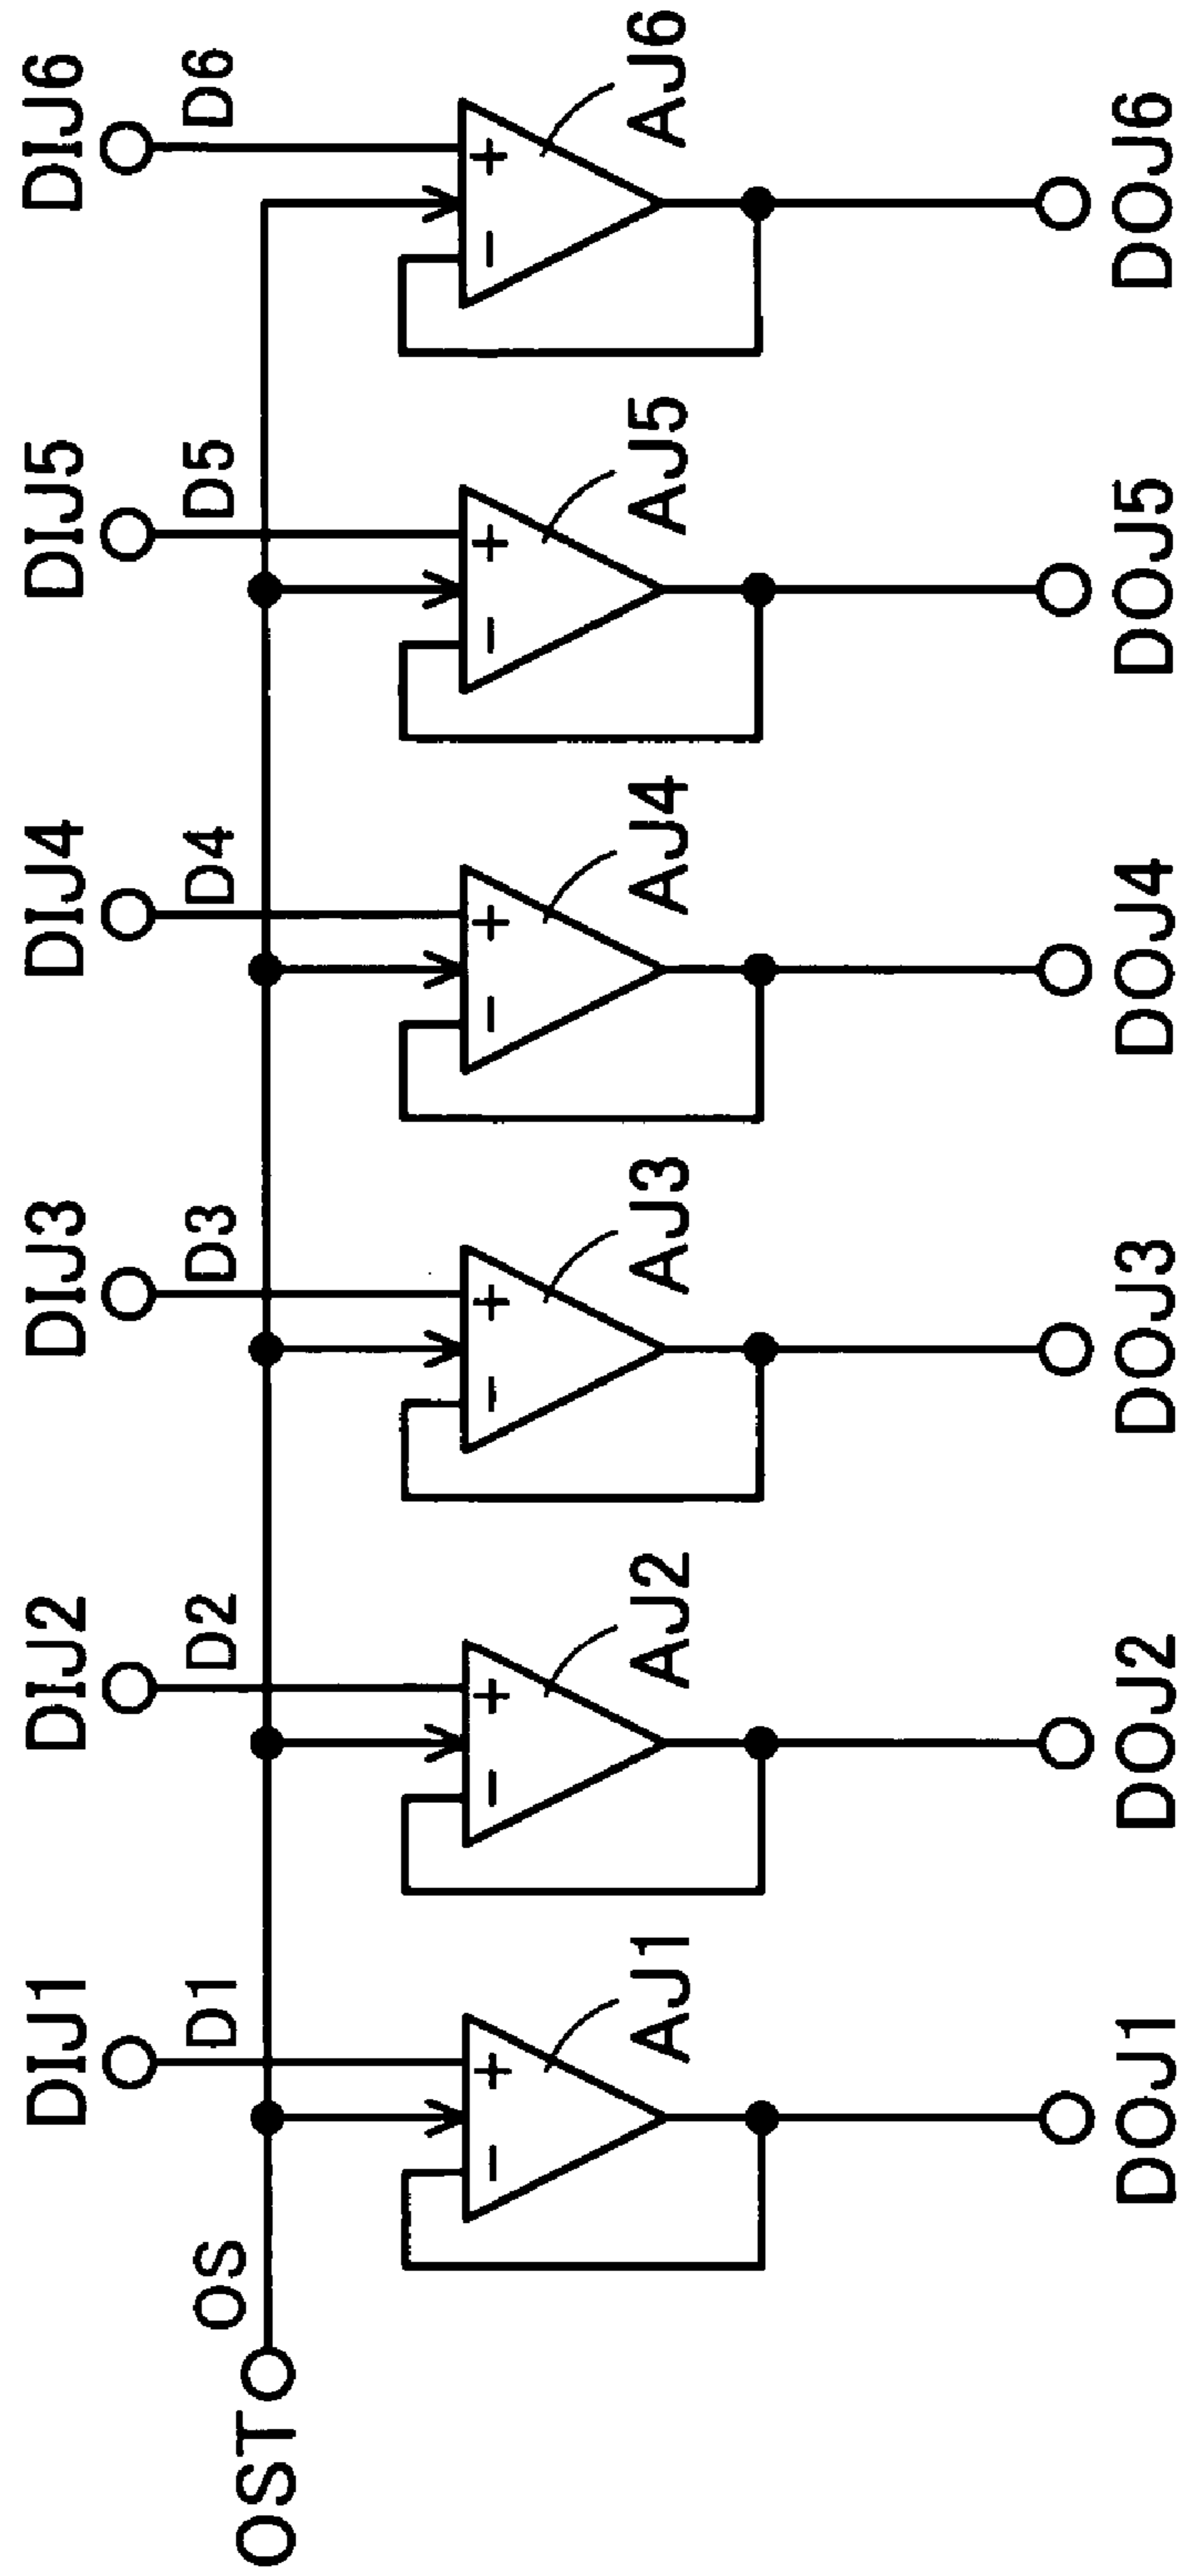 DIJ1 DIJ2 DIJ3 DIJ4 DIJ5 DIJ6
OS D1 D2 D3 D4 D5 D6
OST
− + − + − + − + − + − +
AJ1 AJ2 AJ3 AJ4 AJ5 AJ6
DOJ1 DOJ2 DOJ3 DOJ4 DOJ5 DOJ6